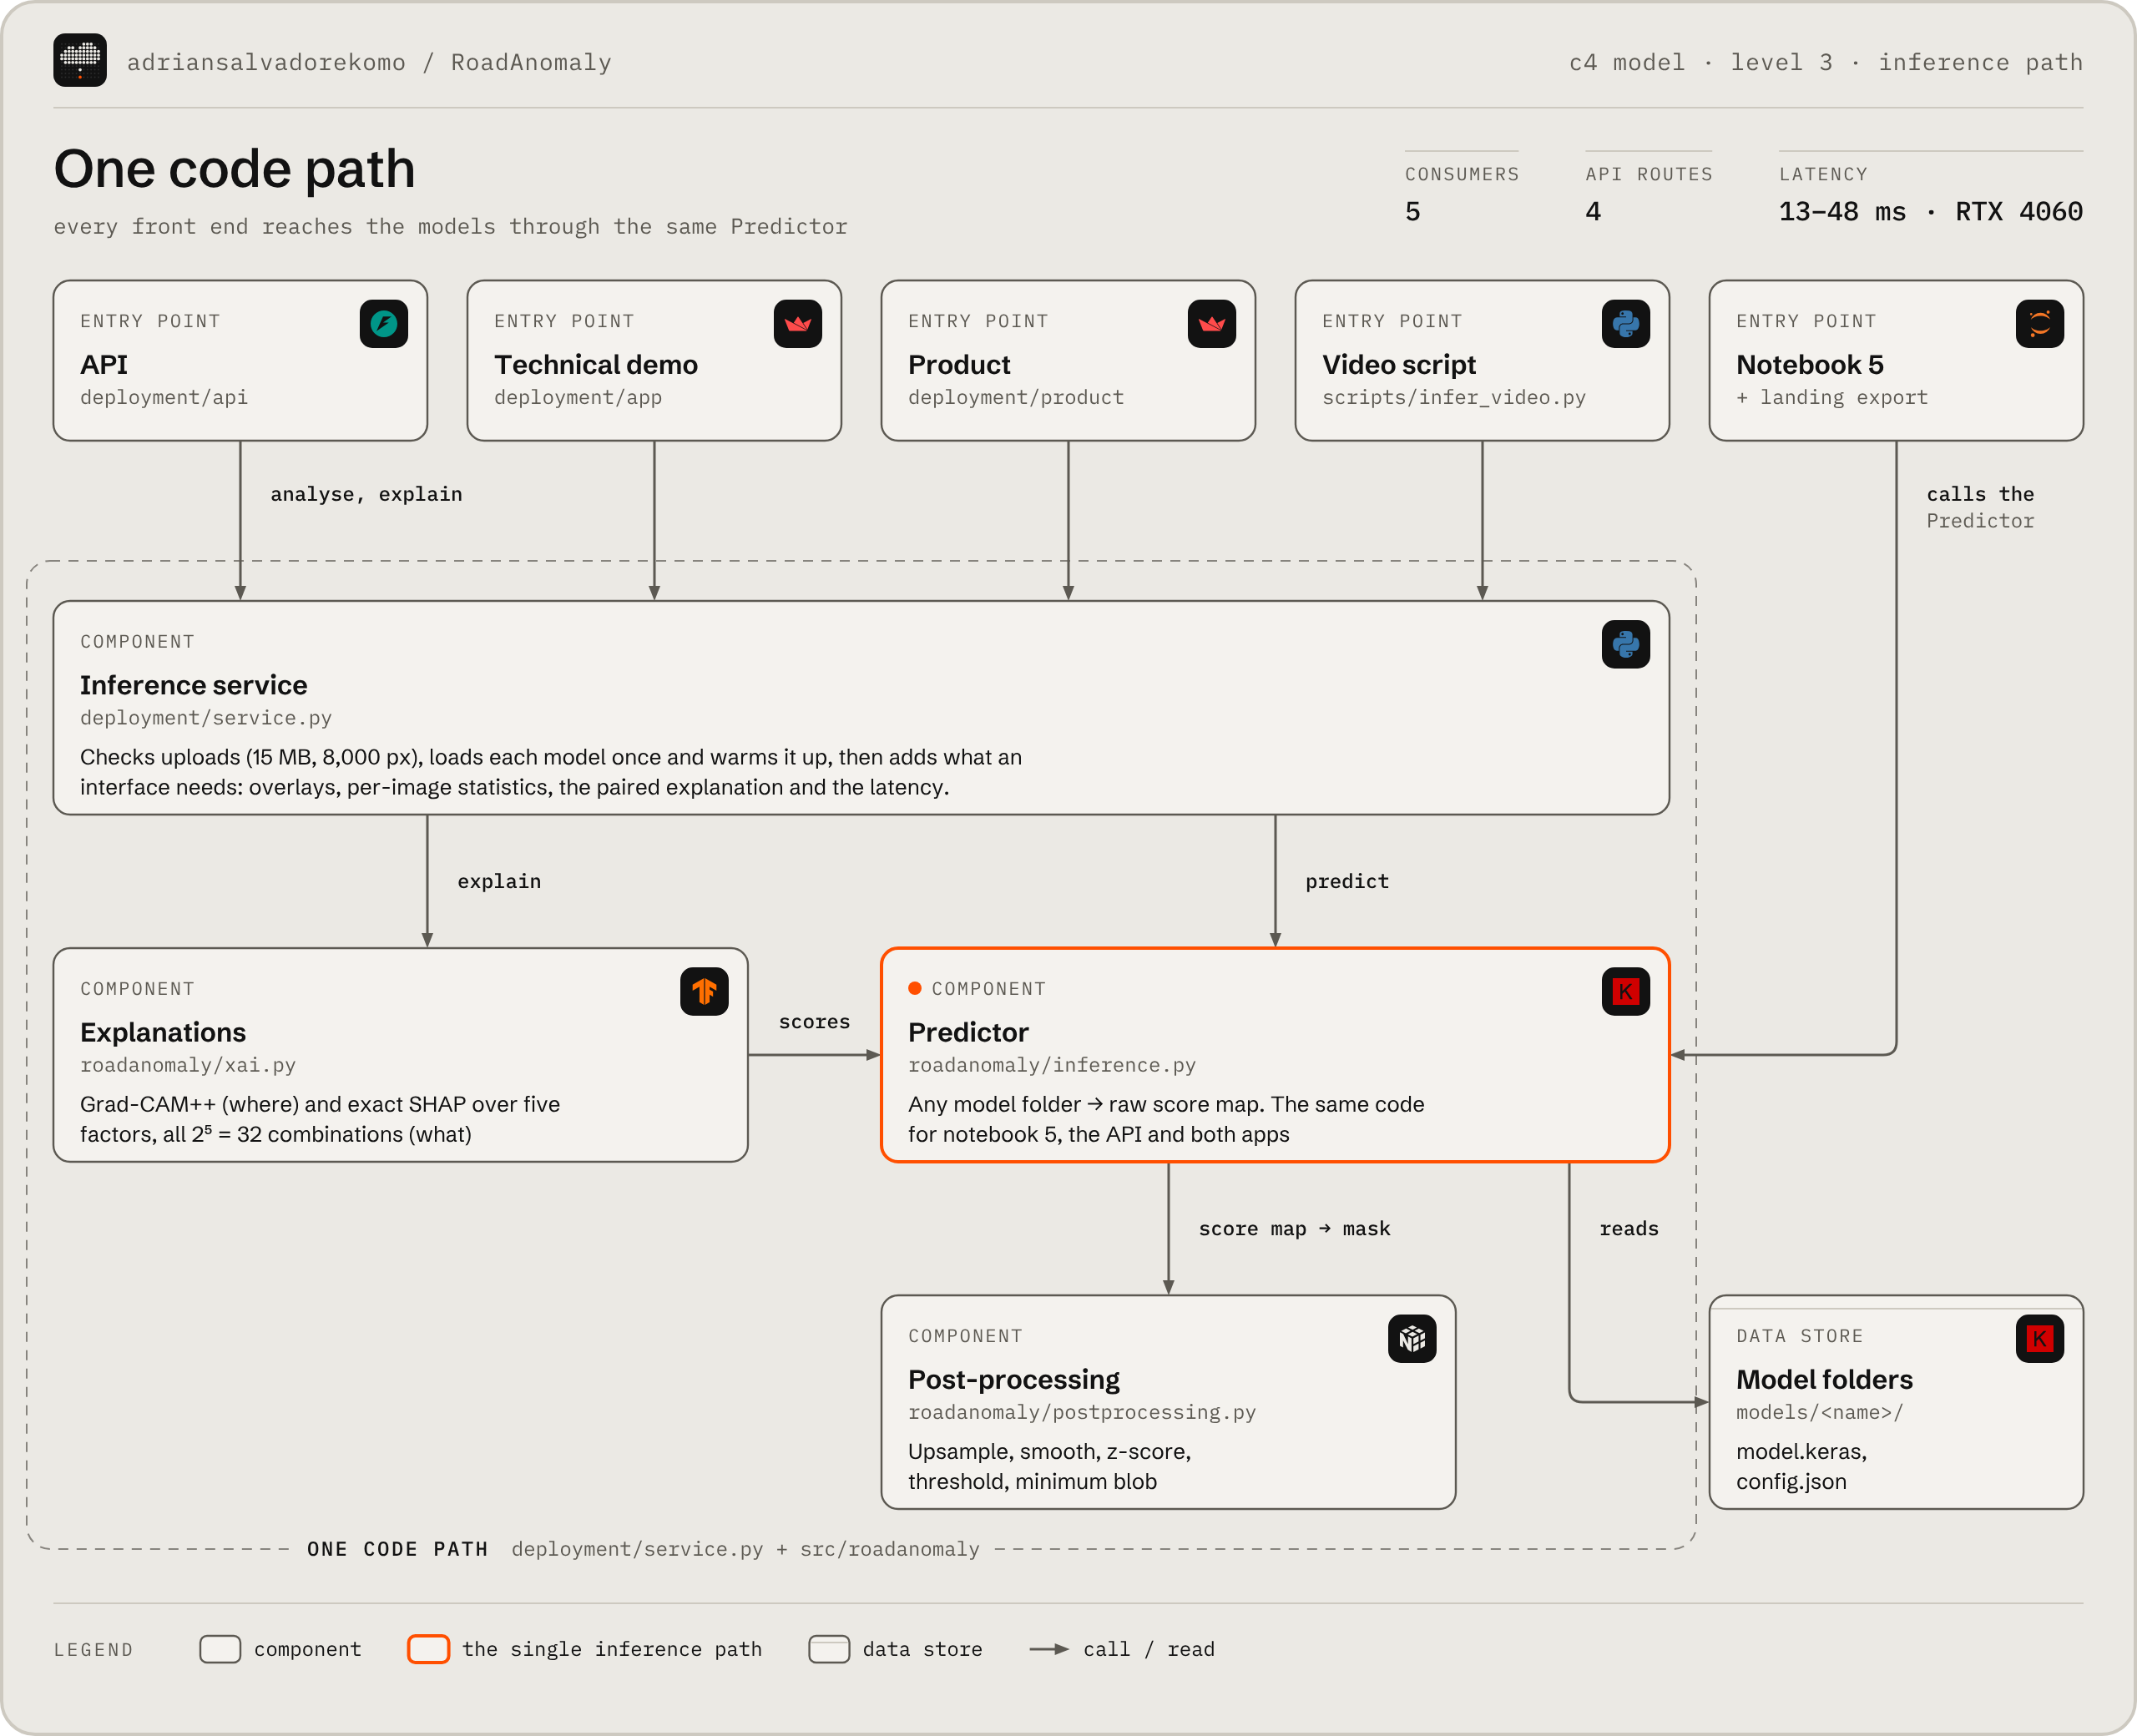 adriansalvadorekomo / RoadAnomaly
c4 model · level 3 · inference path
One code path
every front end reaches the models through the same Predictor
CONSUMERS
5
API ROUTES
4
LATENCY
13–48 ms · RTX 4060
ENTRY POINT
API
deployment/api
ENTRY POINT
Technical demo
deployment/app
ENTRY POINT
Product
deployment/product
ENTRY POINT
Video script
scripts/infer_video.py
ENTRY POINT
Notebook 5
+ landing export
analyse, explain
calls the
Predictor
COMPONENT
Inference service
deployment/service.py
Checks uploads (15 MB, 8,000 px), loads each model once and warms it up, then adds what an
interface needs: overlays, per-image statistics, the paired explanation and the latency.
explain
predict
COMPONENT
Explanations
roadanomaly/xai.py
Grad-CAM++ (where) and exact SHAP over five
factors, all 2⁵ = 32 combinations (what)
scores
COMPONENT
K
Predictor
roadanomaly/inference.py
Any model folder → raw score map. The same code
for notebook 5, the API and both apps
score map → mask
reads
COMPONENT
Post-processing
roadanomaly/postprocessing.py
Upsample, smooth, z-score,
threshold, minimum blob
DATA STORE
K
Model folders
models/<name>/
model.keras,
config.json
ONE CODE PATH deployment/service.py + src/roadanomaly
LEGEND
component
the single inference path
data store
call / read